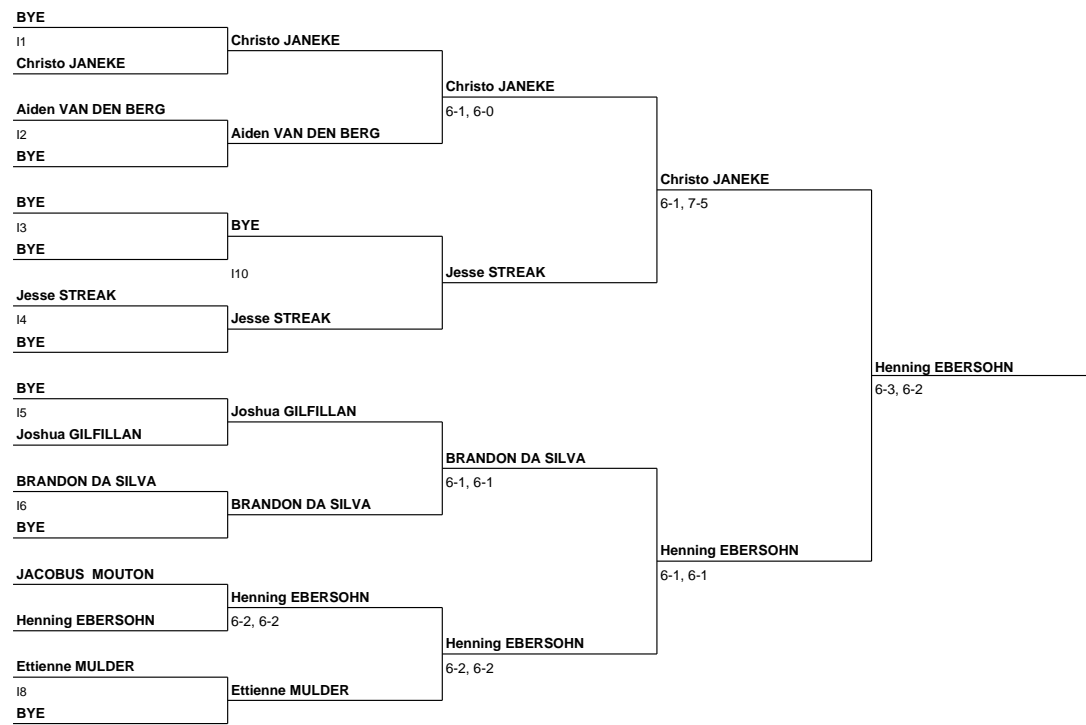 BYE
I1
Christo JANEKE
Christo JANEKE
Aiden VAN DEN BERG
I2
BYE
Aiden VAN DEN BERG
Christo JANEKE
6-1, 6-0
BYE
I3
BYE
BYE
I10
Jesse STREAK
I4
BYE
Jesse STREAK
Jesse STREAK
Christo JANEKE
6-1, 7-5
BYE
I5
Joshua GILFILLAN
Joshua GILFILLAN
BRANDON DA SILVA
I6
BYE
BRANDON DA SILVA
BRANDON DA SILVA
6-1, 6-1
JACOBUS  MOUTON
Henning EBERSOHN
Henning EBERSOHN
6-2, 6-2
Ettienne MULDER
I8
BYE
Ettienne MULDER
Henning EBERSOHN
6-2, 6-2
Henning EBERSOHN
6-1, 6-1
Henning EBERSOHN
6-3, 6-2